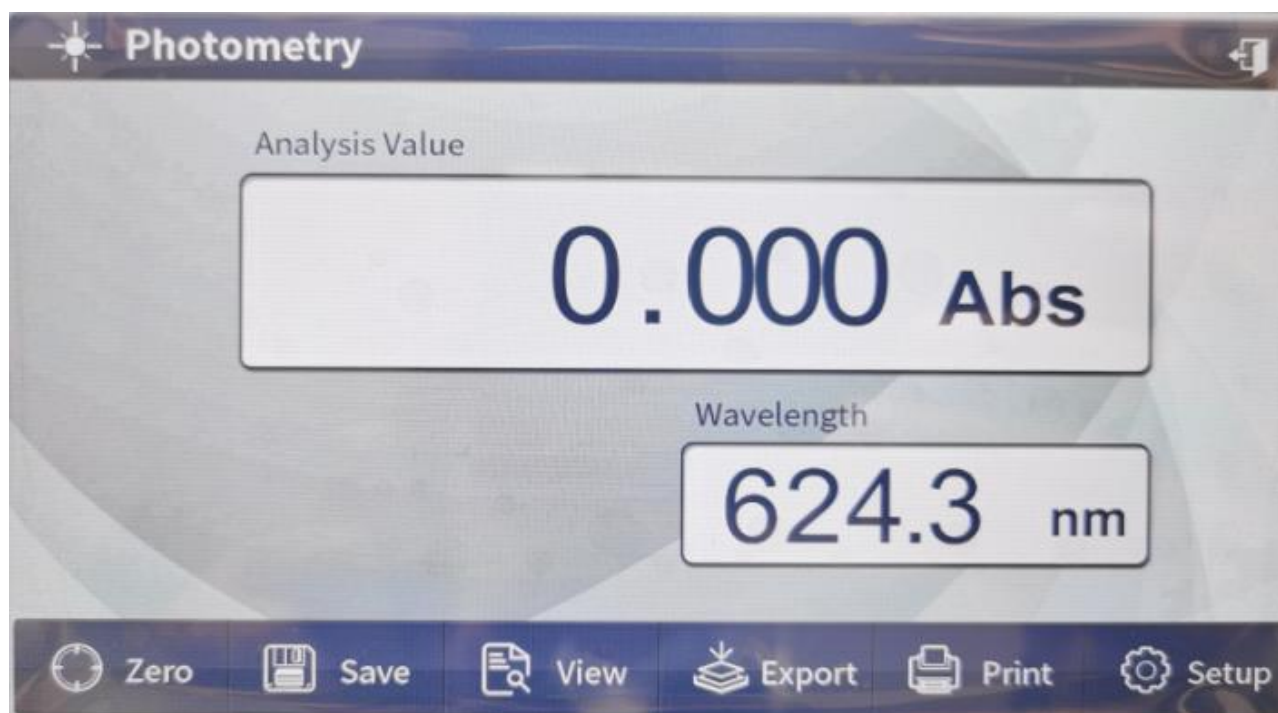 Photometry
Analysis Value
0.000 Abs
Wavelength
624.3 nm
Zero Save View Export Print Setup